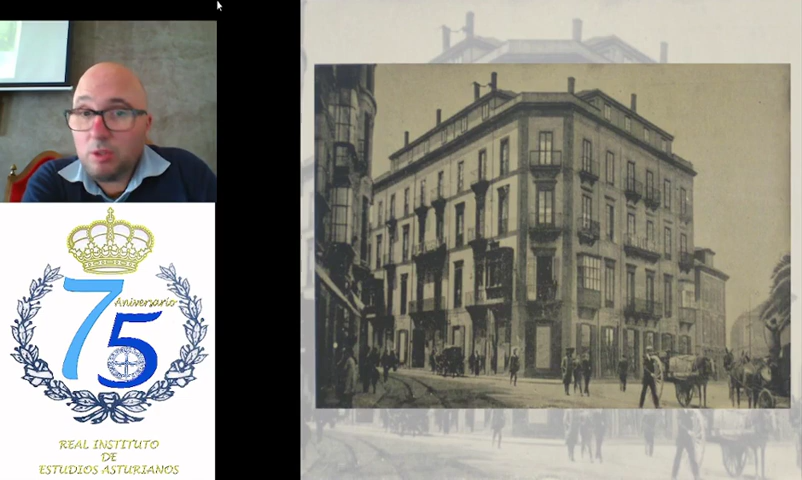 75
Aniversario
REAL INSTITUTO
DE
ESTUDIOS ASTURIANOS